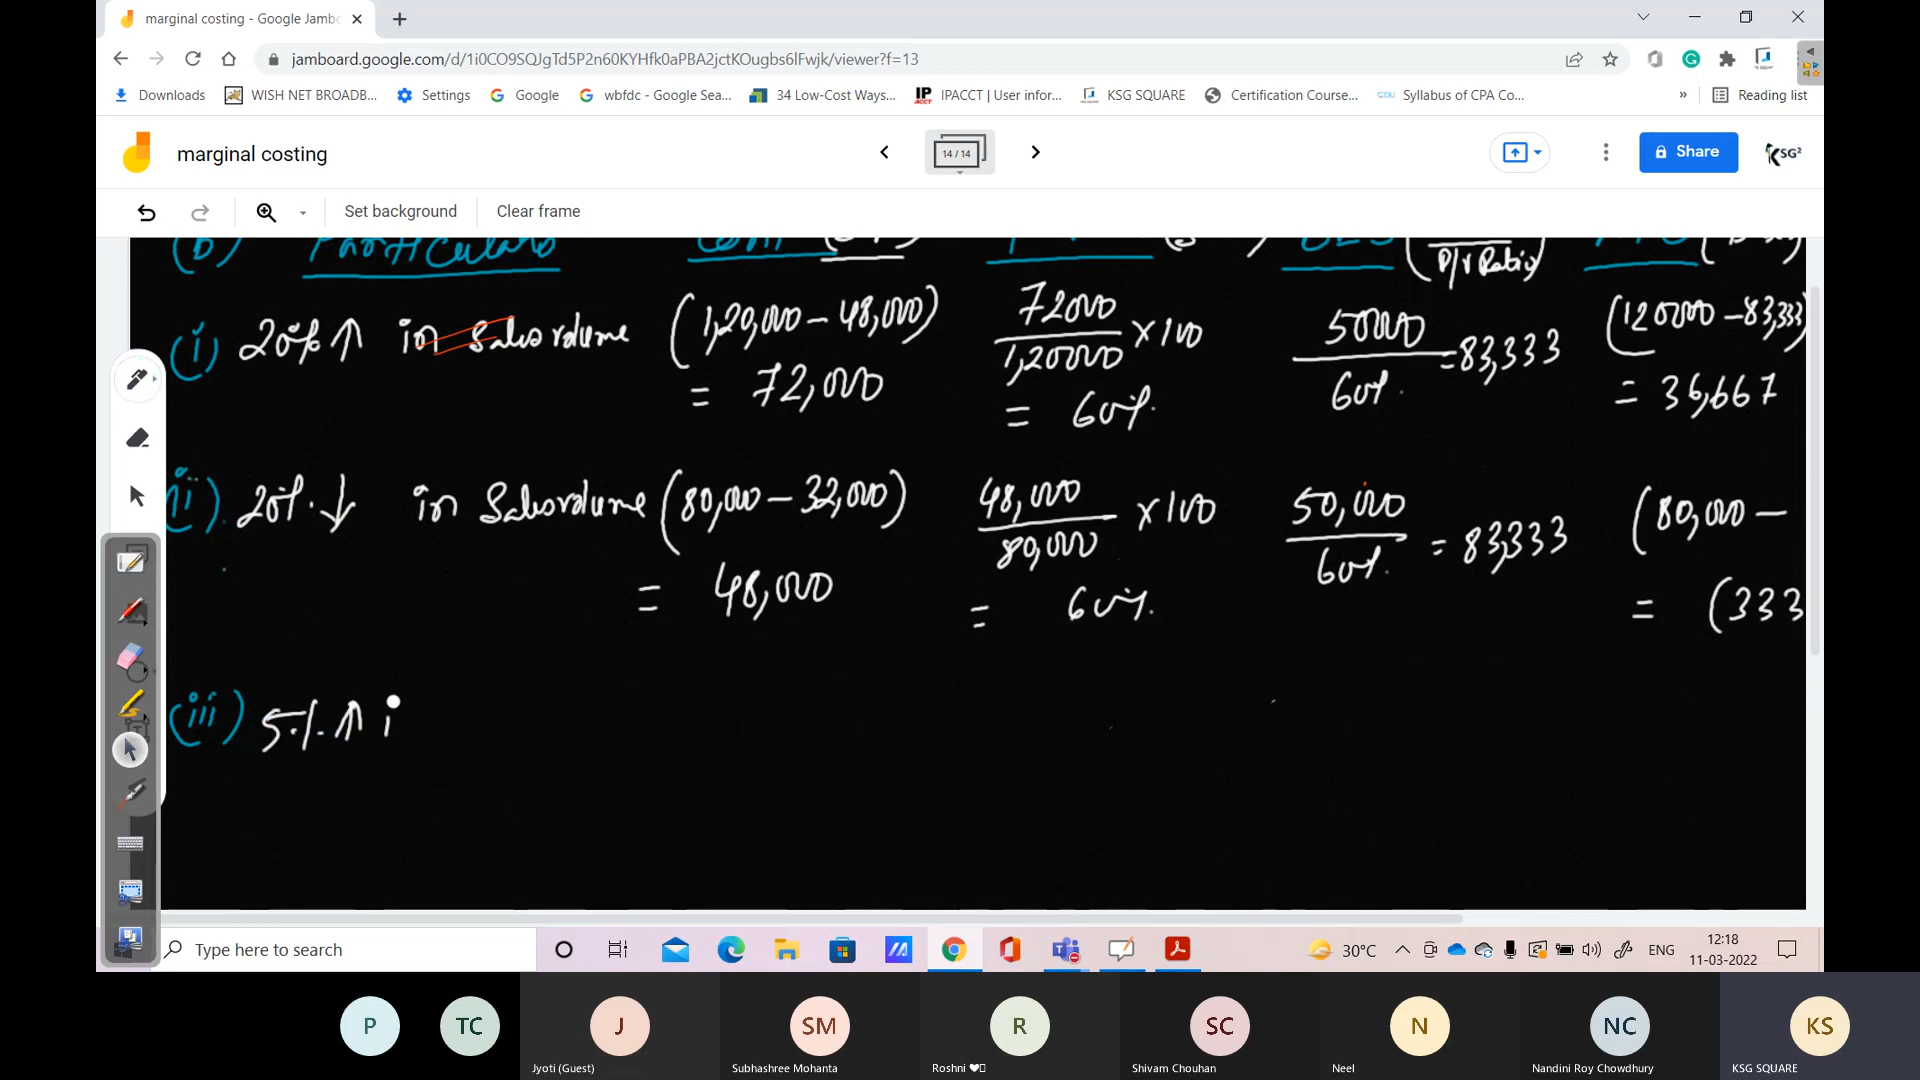 marginal costing - Google Jambo
jamboard.google.com/d/1i0CO9SQJgTd5P2n60KYHfk0aPBA2jctKOugbs6lFwjk/viewer?f=13
Downloads WISH NET BROADB... Settings Google wbfdc - Google Sea... 34 Low-Cost Ways... IPACCT | User infor... KSG SQUARE Certification Course... Syllabus of CPA Co... » Reading list
marginal costing 14 / 14 Share KSG²
Set background Clear frame
(b) Particulars P/V Ratio)
(i) 20% ↑ in Sales volume (1,20,000 - 48,000) 72000 / 1,20000 × 100 50000 / 60% = 83,333 (120000 - 83,333)
= 72,000 = 60% = 36,667
(ii) 20% ↓ in Sales volume (80,000 - 32,000) 48,000 / 80,000 × 100 50,000 / 60% = 83,333 (80,000 -
= 48,000 = 60% = (333
(iii) 5% ↑ i
Type here to search 30°C ENG 12:18
11-03-2022
P TC J SM R SC N NC KS
Jyoti (Guest) Subhashree Mohanta Roshni ❤ Shivam Chouhan Neel Nandini Roy Chowdhury KSG SQUARE